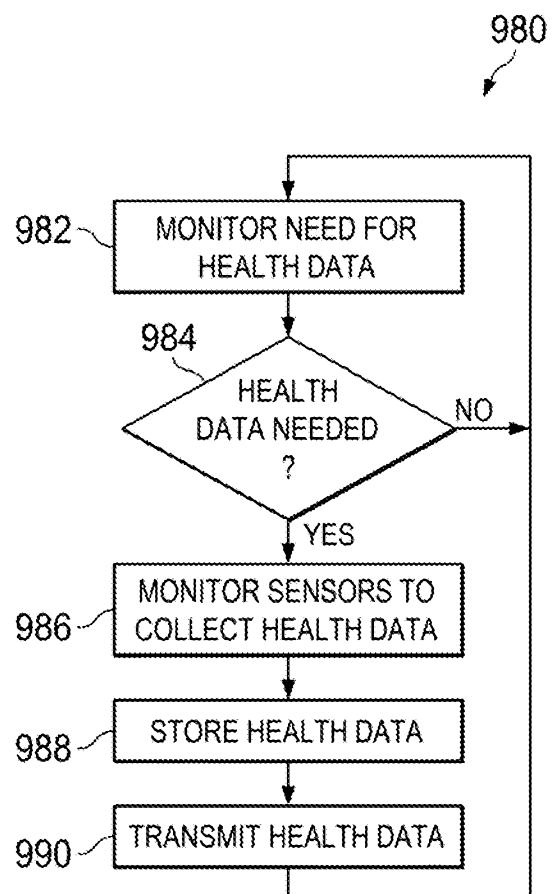 980
982
MONITOR NEED FOR
HEALTH DATA
984
HEALTH
DATA NEEDED
?
NO
YES
986
MONITOR SENSORS TO
COLLECT HEALTH DATA
988
STORE HEALTH DATA
990
TRANSMIT HEALTH DATA